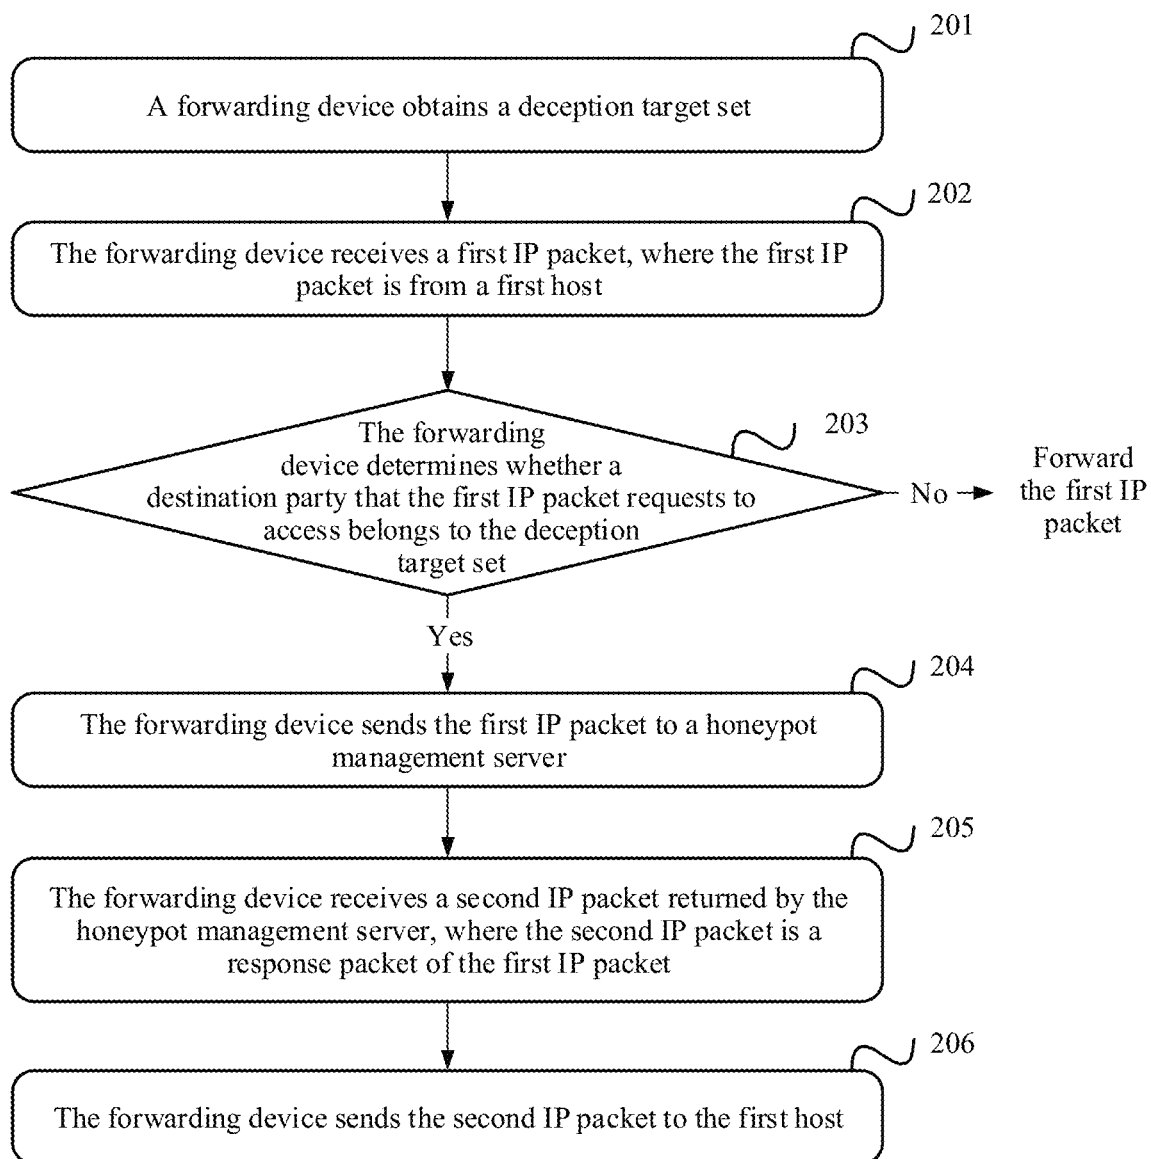 201
A forwarding device obtains a deception target set
202
The forwarding device receives a first IP packet, where the first IP
packet is from a first host
203
The forwarding
device determines whether a
destination party that the first IP packet requests to
access belongs to the deception
target set
No
Forward
the first IP
packet
Yes
204
The forwarding device sends the first IP packet to a honeypot
management server
205
The forwarding device receives a second IP packet returned by the
honeypot management server, where the second IP packet is a
response packet of the first IP packet
206
The forwarding device sends the second IP packet to the first host